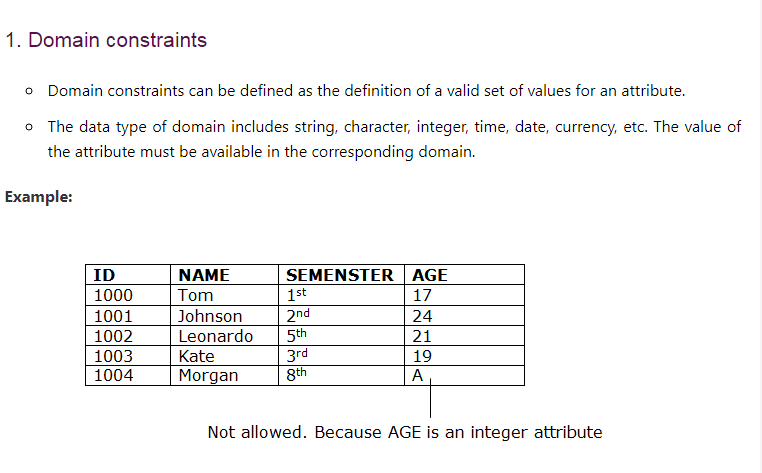 1. Domain constraints
Domain constraints can be defined as the definition of a valid set of values for an attribute.
The data type of domain includes string, character, integer, time, date, currency, etc. The value of
the attribute must be available in the corresponding domain.
Example:
ID NAME SEMENSTER AGE
1000 Tom 1st 17
1001 Johnson 2nd 24
1002 Leonardo 5th 21
1003 Kate 3rd 19
1004 Morgan 8th A
Not allowed. Because AGE is an integer attribute